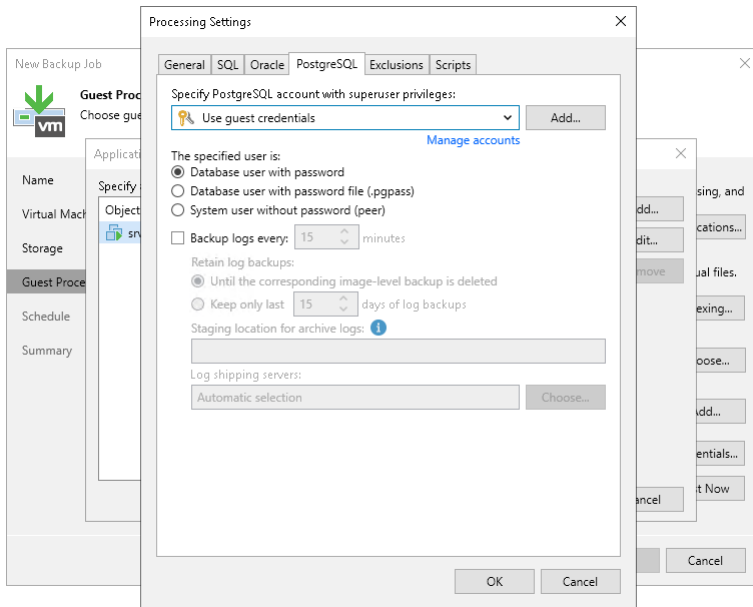 Processing Settings
General SQL Oracle PostgreSQL Exclusions Scripts
Specify PostgreSQL account with superuser privileges:
Use guest credentials
Add...
Manage accounts
The specified user is:
Database user with password
Database user with password file (.pgpass)
System user without password (peer)
Backup logs every: 15 minutes
Retain log backups:
Until the corresponding image-level backup is deleted
Keep only last 15 days of log backups
Staging location for archive logs:
Log shipping servers:
Automatic selection
Choose...
OK
Cancel
New Backup Job
vm
Guest Proc
Choose gue
Name
Virtual Mach
Storage
Guest Proce
Schedule
Summary
Applicati
Specify
Object
srv
dd...
dit...
move
ancel
sing, and
cations...
ual files.
exing...
oose...
Add...
entials...
t Now
Cancel